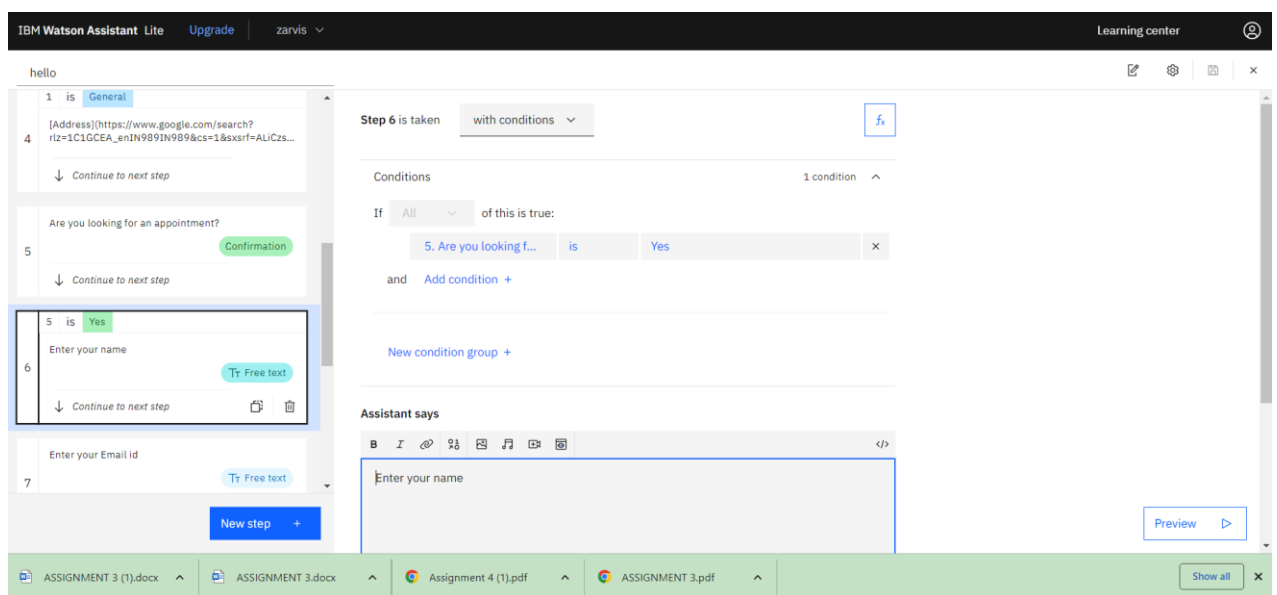 IBM Watson Assistant Lite Upgrade zarvis Learning center
hello
1 is General
4
[Address](https://www.google.com/search?
rlz=1C1GCEA_enIN989IN989&cs=1&sxsrf=ALiCzs...
Continue to next step
Are you looking for an appointment?
Confirmation
5
Continue to next step
5 is Yes
Enter your name
6
Free text
Continue to next step
Enter your Email id
7
Free text
New step +
Step 6 is taken with conditions fx
Conditions 1 condition
If All of this is true:
5. Are you looking f... is Yes
and Add condition +
New condition group +
Assistant says
B I </>
Enter your name
Preview
ASSIGNMENT 3 (1).docx ASSIGNMENT 3.docx Assignment 4 (1).pdf ASSIGNMENT 3.pdf Show all